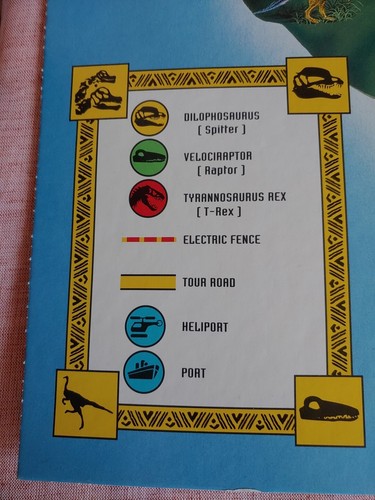 DILOPHOSAURUS
[ Spitter ]
VELOCIRAPTOR
[ Raptor ]
TYRANNOSAURUS REX
[ T-Rex ]
ELECTRIC FENCE
TOUR ROAD
HELIPORT
PORT